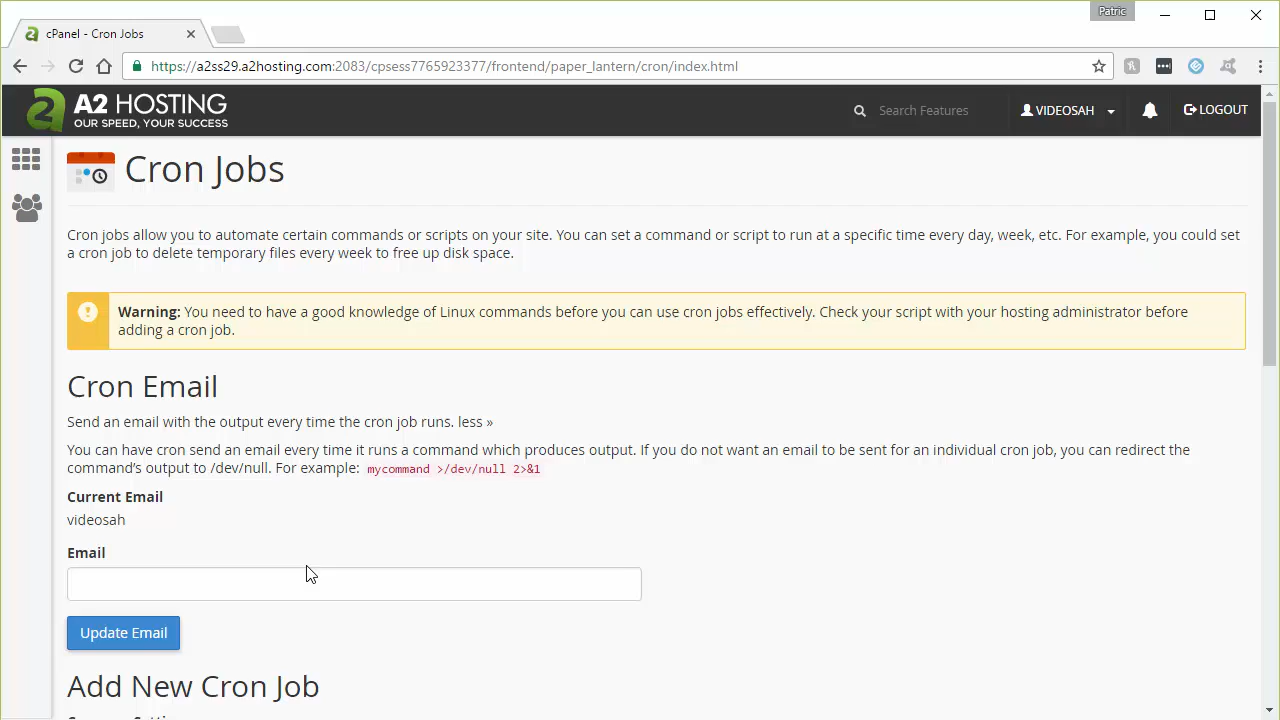 Patric
cPanel - Cron Jobs
https://a2ss29.a2hosting.com:2083/cpsess7765923377/frontend/paper_lantern/cron/index.html
A2 HOSTING
OUR SPEED, YOUR SUCCESS
Search Features
VIDEOSAH
LOGOUT
Cron Jobs
Cron jobs allow you to automate certain commands or scripts on your site. You can set a command or script to run at a specific time every day, week, etc. For example, you could set
a cron job to delete temporary files every week to free up disk space.
Warning: You need to have a good knowledge of Linux commands before you can use cron jobs effectively. Check your script with your hosting administrator before
adding a cron job.
Cron Email
Send an email with the output every time the cron job runs. less »
You can have cron send an email every time it runs a command which produces output. If you do not want an email to be sent for an individual cron job, you can redirect the
command's output to /dev/null. For example: mycommand >/dev/null 2>&1
Current Email
videosah
Email
Update Email
Add New Cron Job